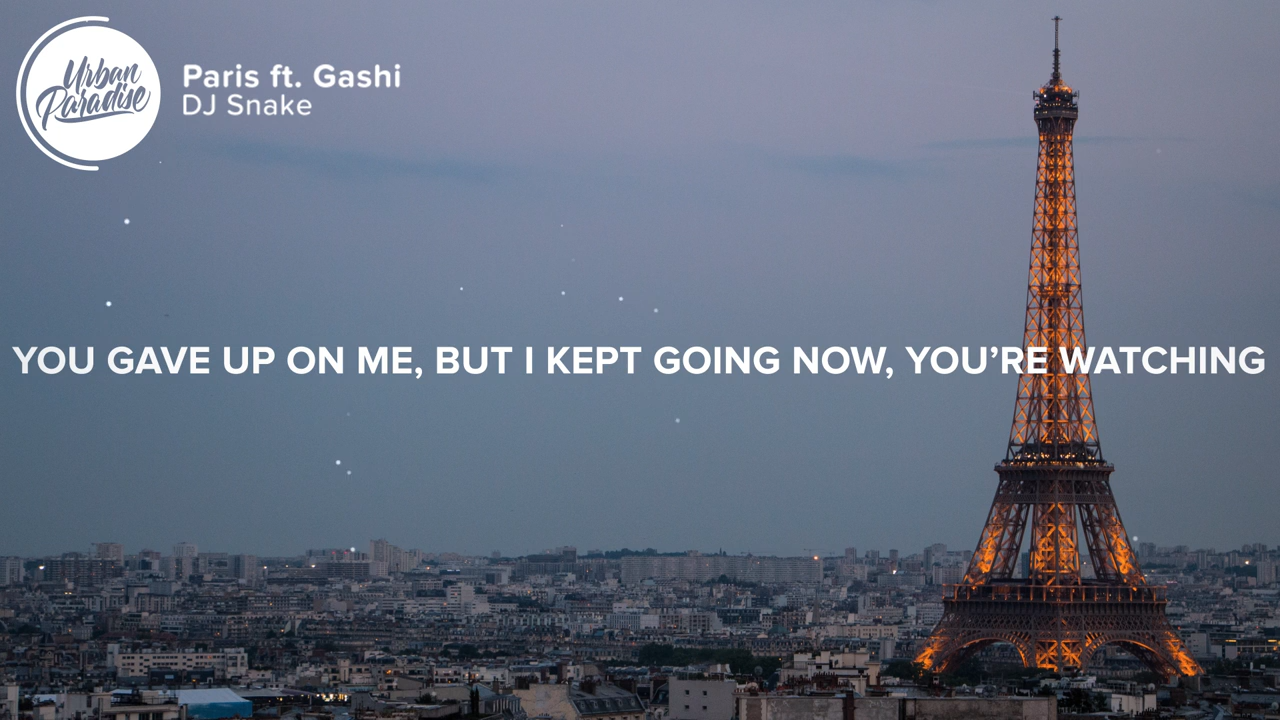 Urban
Paradise
Paris ft. Gashi
DJ Snake
YOU GAVE UP ON ME, BUT I KEPT GOING NOW, YOU’RE WATCHING